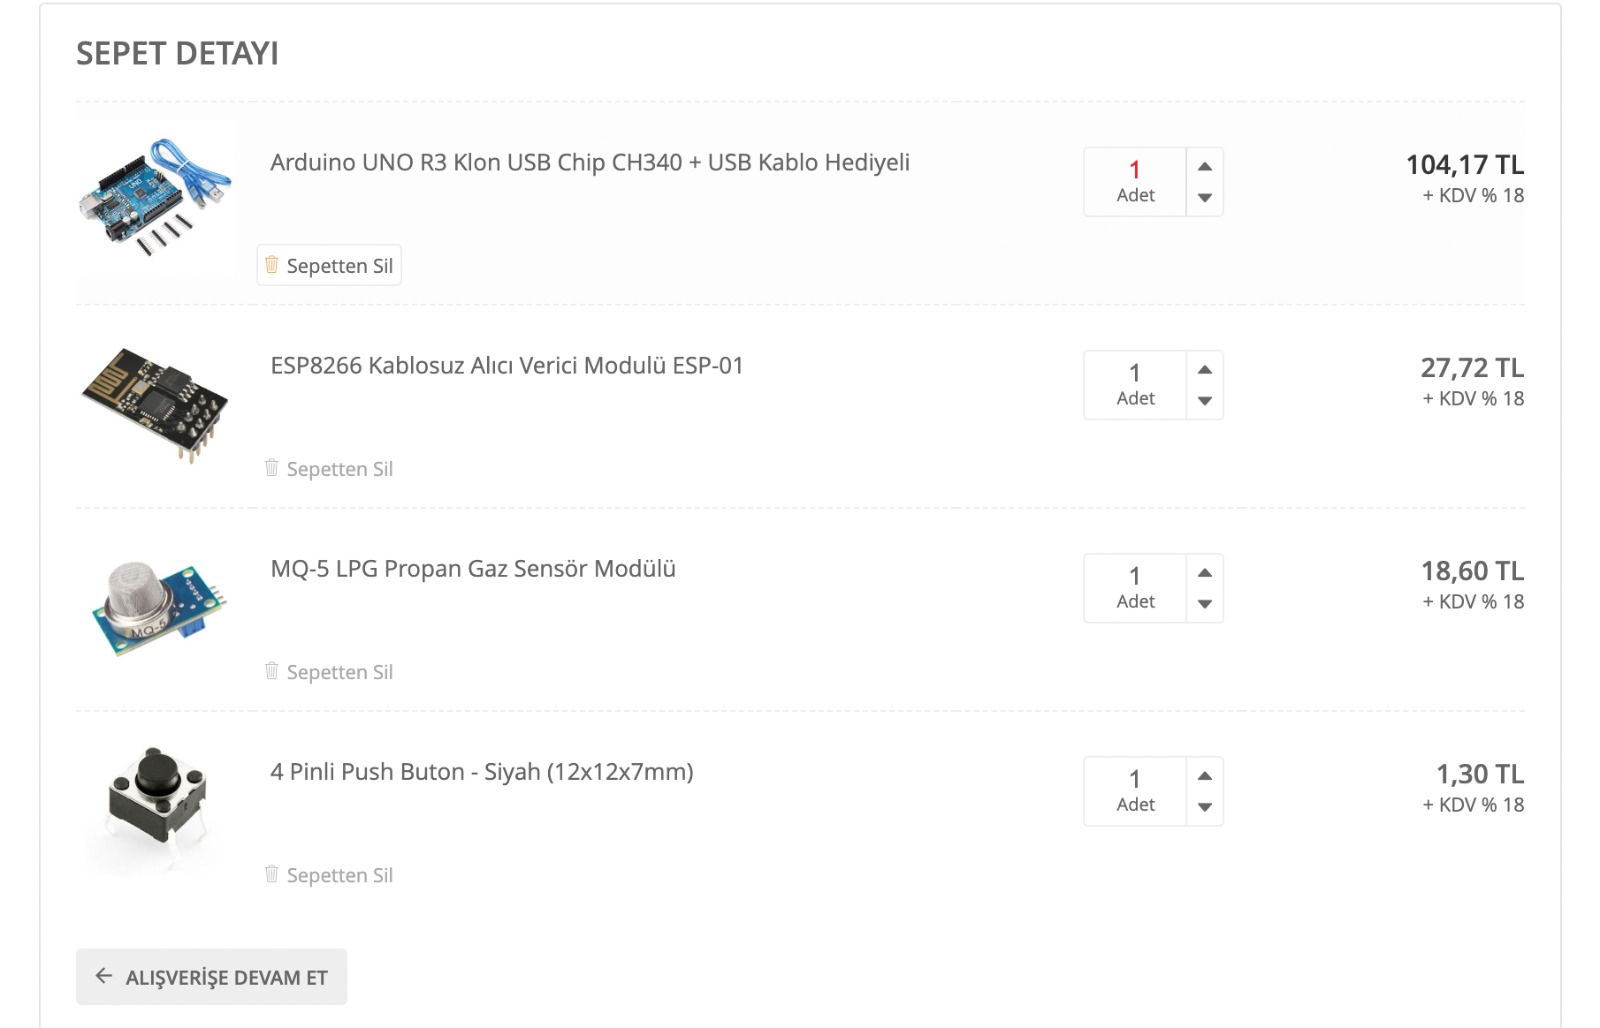 SEPET DETAYI
Arduino UNO R3 Klon USB Chip CH340 + USB Kablo Hediyeli
1
Adet
104,17 TL
+ KDV % 18
Sepetten Sil
ESP8266 Kablosuz Alıcı Verici Modulü ESP-01
1
Adet
27,72 TL
+ KDV % 18
Sepetten Sil
MQ-5 LPG Propan Gaz Sensör Modülü
1
Adet
18,60 TL
+ KDV % 18
MQ-5
Sepetten Sil
4 Pinli Push Buton - Siyah (12x12x7mm)
1
Adet
1,30 TL
+ KDV % 18
Sepetten Sil
← ALIŞVERİŞE DEVAM ET